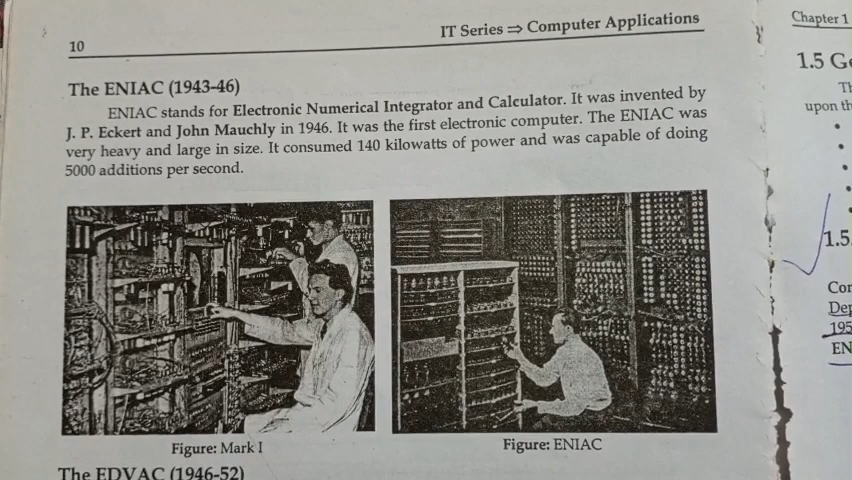 10
IT Series ⇒ Computer Applications
The ENIAC (1943-46)
ENIAC stands for Electronic Numerical Integrator and Calculator. It was invented by
J. P. Eckert and John Mauchly in 1946. It was the first electronic computer. The ENIAC was
very heavy and large in size. It consumed 140 kilowatts of power and was capable of doing
5000 additions per second.
Figure: Mark I
Figure: ENIAC
The EDVAC (1946-52)
Chapter 1
1.5
upon
1.5
195
EN